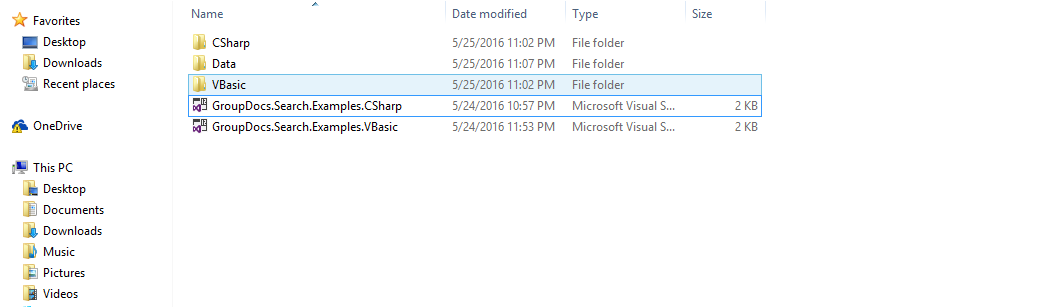 Favorites
Desktop
Downloads
Recent places
OneDrive
This PC
Desktop
Documents
Downloads
Music
Pictures
Videos
Name Date modified Type Size
CSharp 5/25/2016 11:02 PM File folder
Data 5/25/2016 11:07 PM File folder
VBasic 5/25/2016 11:02 PM File folder
GroupDocs.Search.Examples.CSharp 5/24/2016 10:57 PM Microsoft Visual S... 2 KB
GroupDocs.Search.Examples.VBasic 5/24/2016 11:53 PM Microsoft Visual S... 2 KB